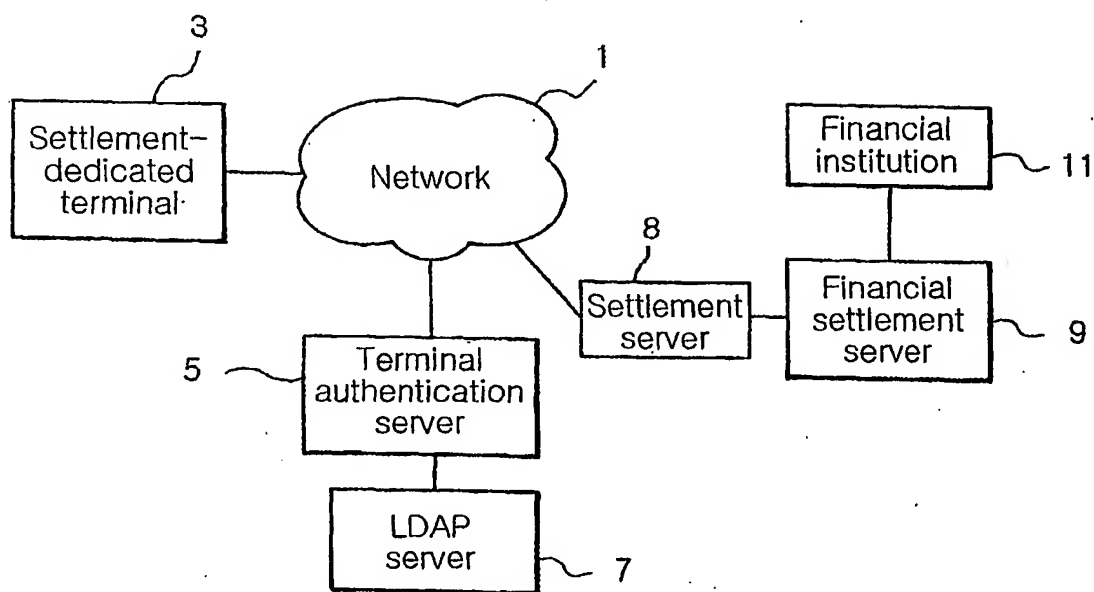 3
Settlement-
dedicated
terminal
1
Network
Financial
institution
11
8
Settlement
server
Financial
settlement
server
9
5
Terminal
authentication
server
LDAP
server
7